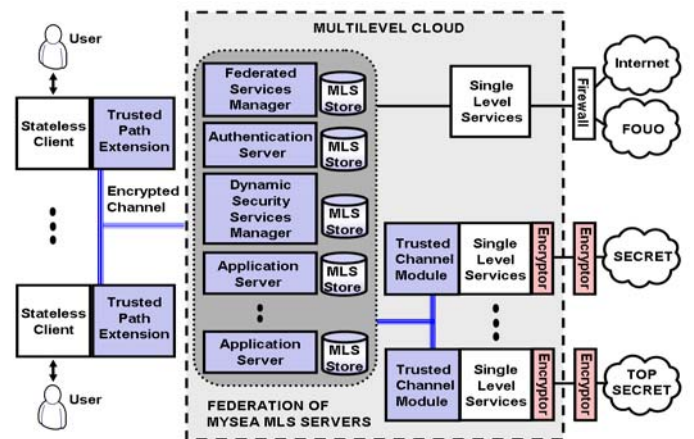 User
Stateless
Client
Trusted
Path
Extension
Encrypted
Channel
Stateless
Client
Trusted
Path
Extension
User
MULTILEVEL CLOUD
Federated
Services
Manager
MLS
Store
Authentication
Server
MLS
Store
Dynamic
Security
Services
Manager
MLS
Store
Application
Server
MLS
Store
Application
Server
MLS
Store
FEDERATION OF
MYSEA MLS SERVERS
Single
Level
Services
Firewall
Internet
FOUO
Trusted
Channel
Module
Single
Level
Services
Encryptor
Encryptor
SECRET
Trusted
Channel
Module
Single
Level
Services
Encryptor
Encryptor
TOP
SECRET